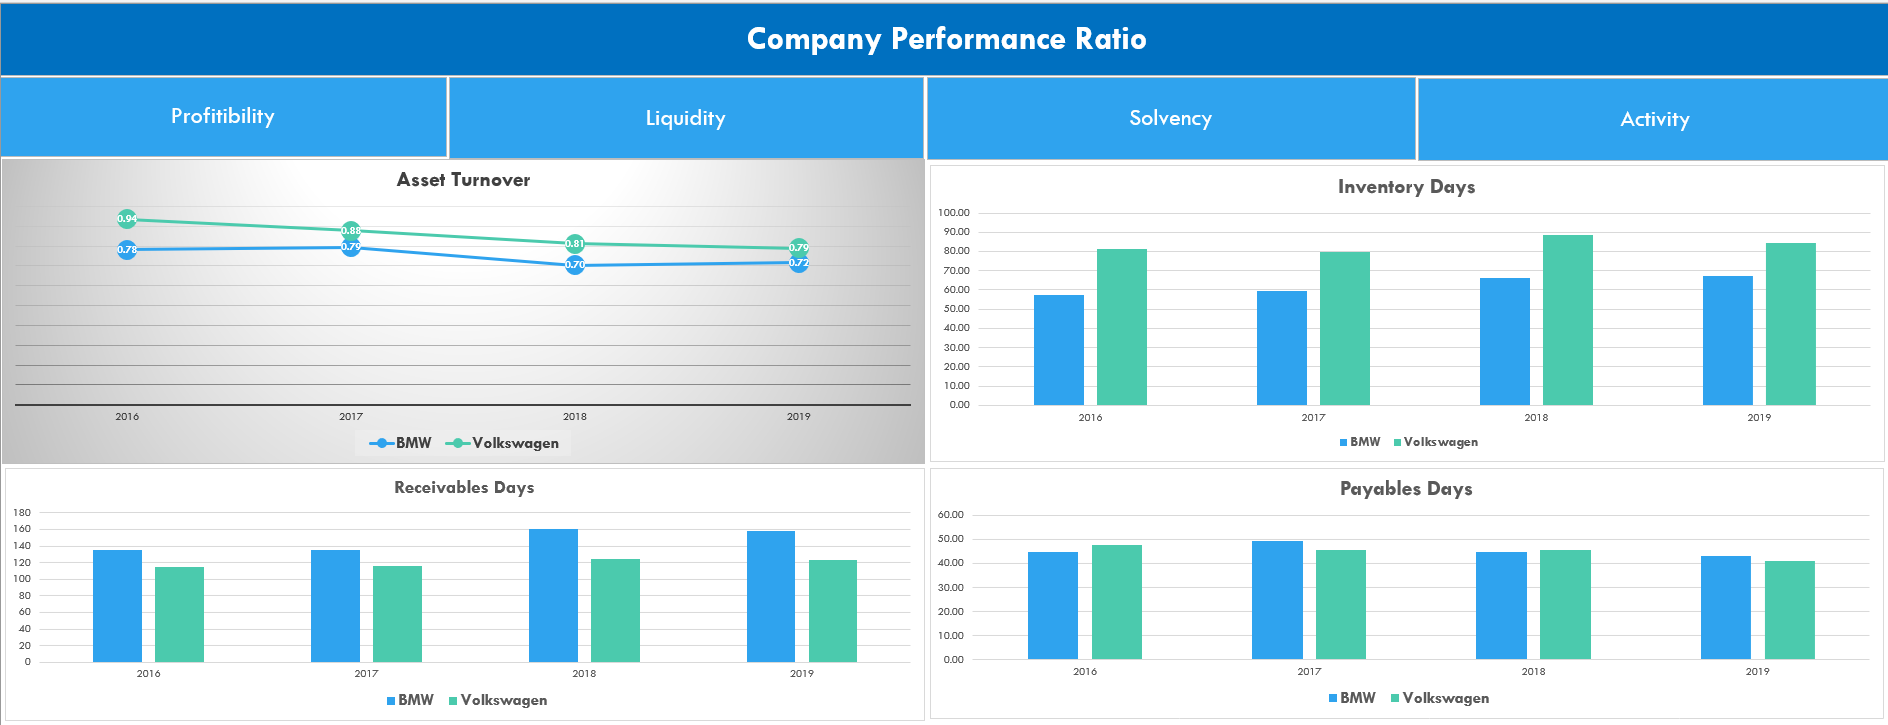 Company Performance Ratio
Profitibility
Liquidity
Solvency
Activity
Asset Turnover
0.94
0.88
0.81
0.79
0.78
0.79
0.70
0.72
2016 2017 2018 2019
BMW Volkswagen
Inventory Days
100.00
90.00
80.00
70.00
60.00
50.00
40.00
30.00
20.00
10.00
0.00
2016 2017 2018 2019
BMW Volkswagen
Receivables Days
180
160
140
120
100
80
60
40
20
0
2016 2017 2018 2019
BMW Volkswagen
Payables Days
60.00
50.00
40.00
30.00
20.00
10.00
0.00
2016 2017 2018 2019
BMW Volkswagen